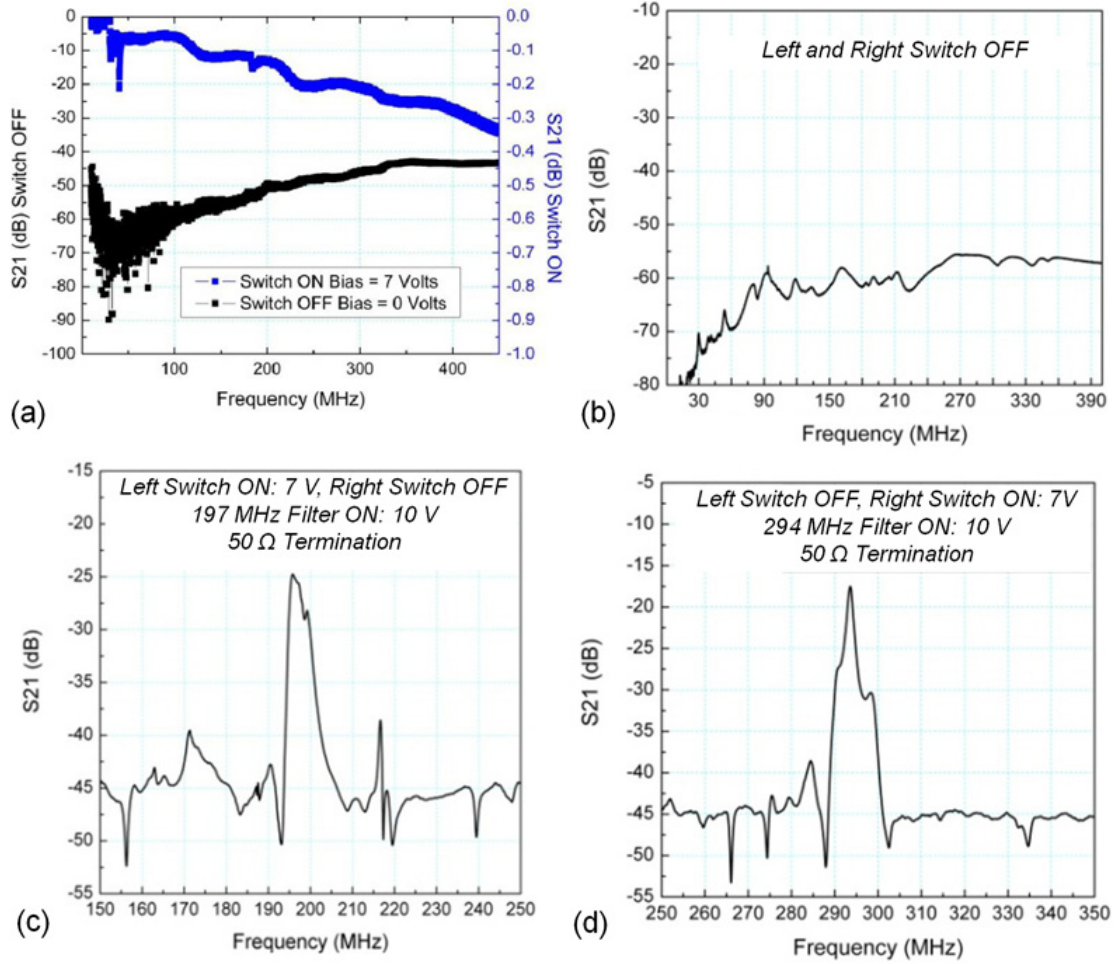 0
-10
-20
-30
-40
-50
-60
-70
-80
-90
-100
S21 (dB) Switch OFF
0.0
-0.1
-0.2
-0.3
-0.4
-0.5
-0.6
-0.7
-0.8
-0.9
-1.0
S21 (dB) Switch ON
Switch ON Bias = 7 Volts
Switch OFF Bias = 0 Volts
0 100 200 300 400
Frequency (MHz)
(a)
Left and Right Switch OFF
-10
-20
-30
-40
-50
-60
-70
-80
S21 (dB)
30 90 150 210 270 330 390
Frequency (MHz)
(b)
Left Switch ON: 7 V, Right Switch OFF
197 MHz Filter ON: 10 V
50 Ω Termination
-15
-20
-25
-30
-35
-40
-45
-50
-55
S21 (dB)
150 160 170 180 190 200 210 220 230 240 250
Frequency (MHz)
(c)
Left Switch OFF, Right Switch ON: 7V
294 MHz Filter ON: 10 V
50 Ω Termination
-5
-10
-15
-20
-25
-30
-35
-40
-45
-50
-55
S21 (dB)
250 260 270 280 290 300 310 320 330 340 350
Frequency (MHz)
(d)